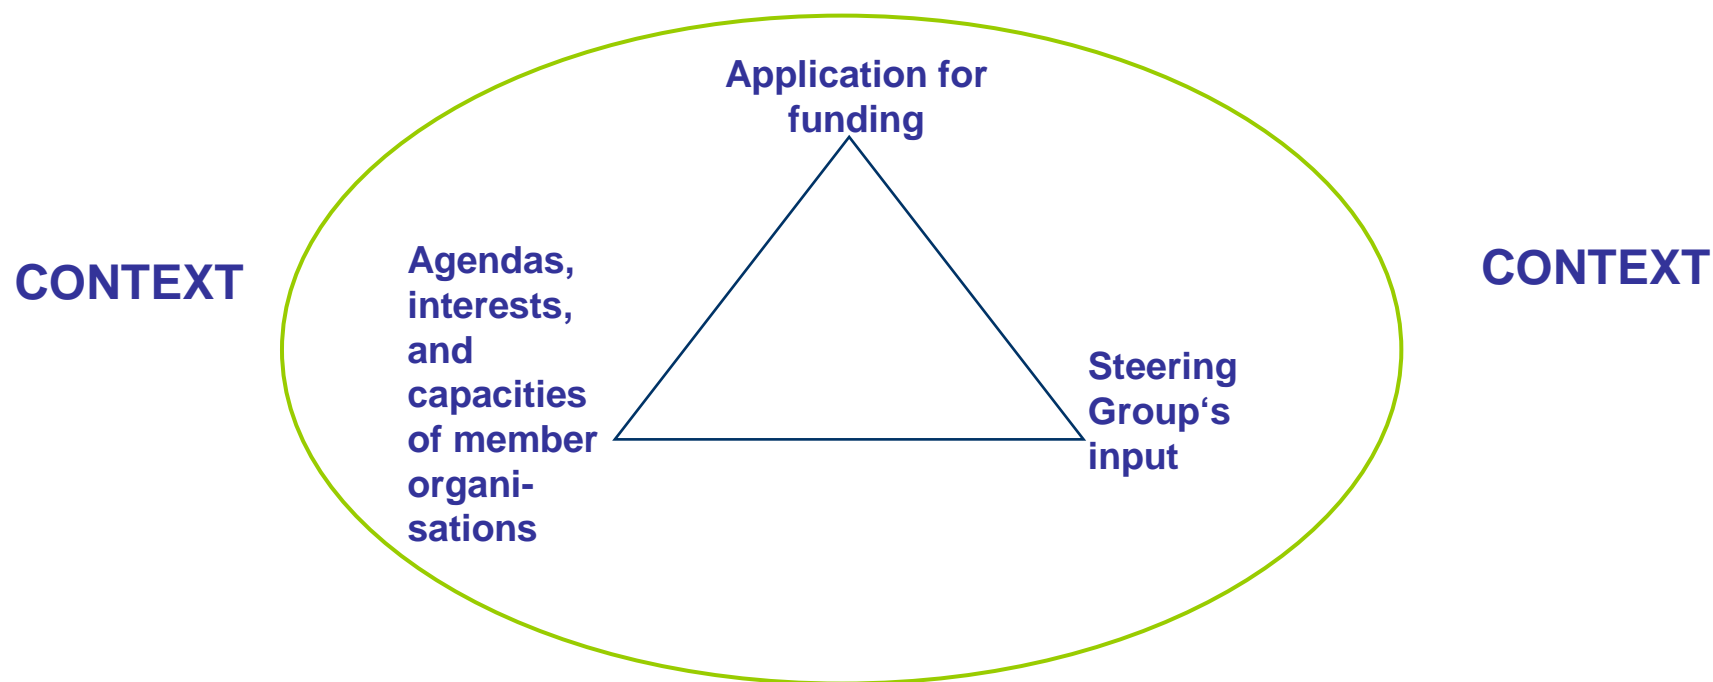 Application for
funding
CONTEXT
Agendas,
interests,
and
capacities
of member
organi-
sations
Steering
Group‘s
input
CONTEXT